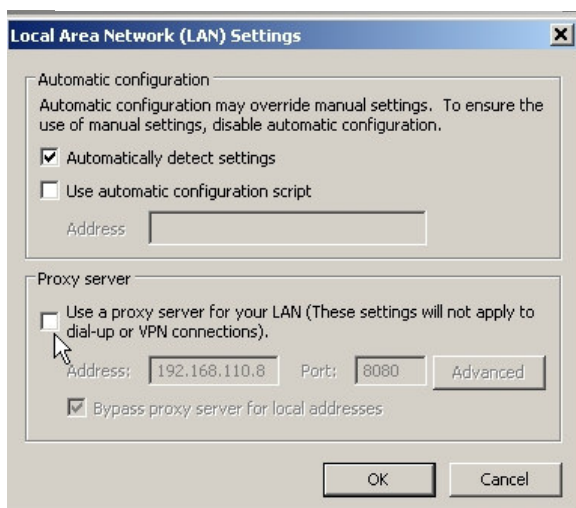 Local Area Network (LAN) Settings
Automatic configuration
Automatic configuration may override manual settings. To ensure the
use of manual settings, disable automatic configuration.
Automatically detect settings
Use automatic configuration script
Address
Proxy server
Use a proxy server for your LAN (These settings will not apply to
dial-up or VPN connections).
Address: 192.168.110.8 Port: 8080 Advanced
Bypass proxy server for local addresses
OK Cancel